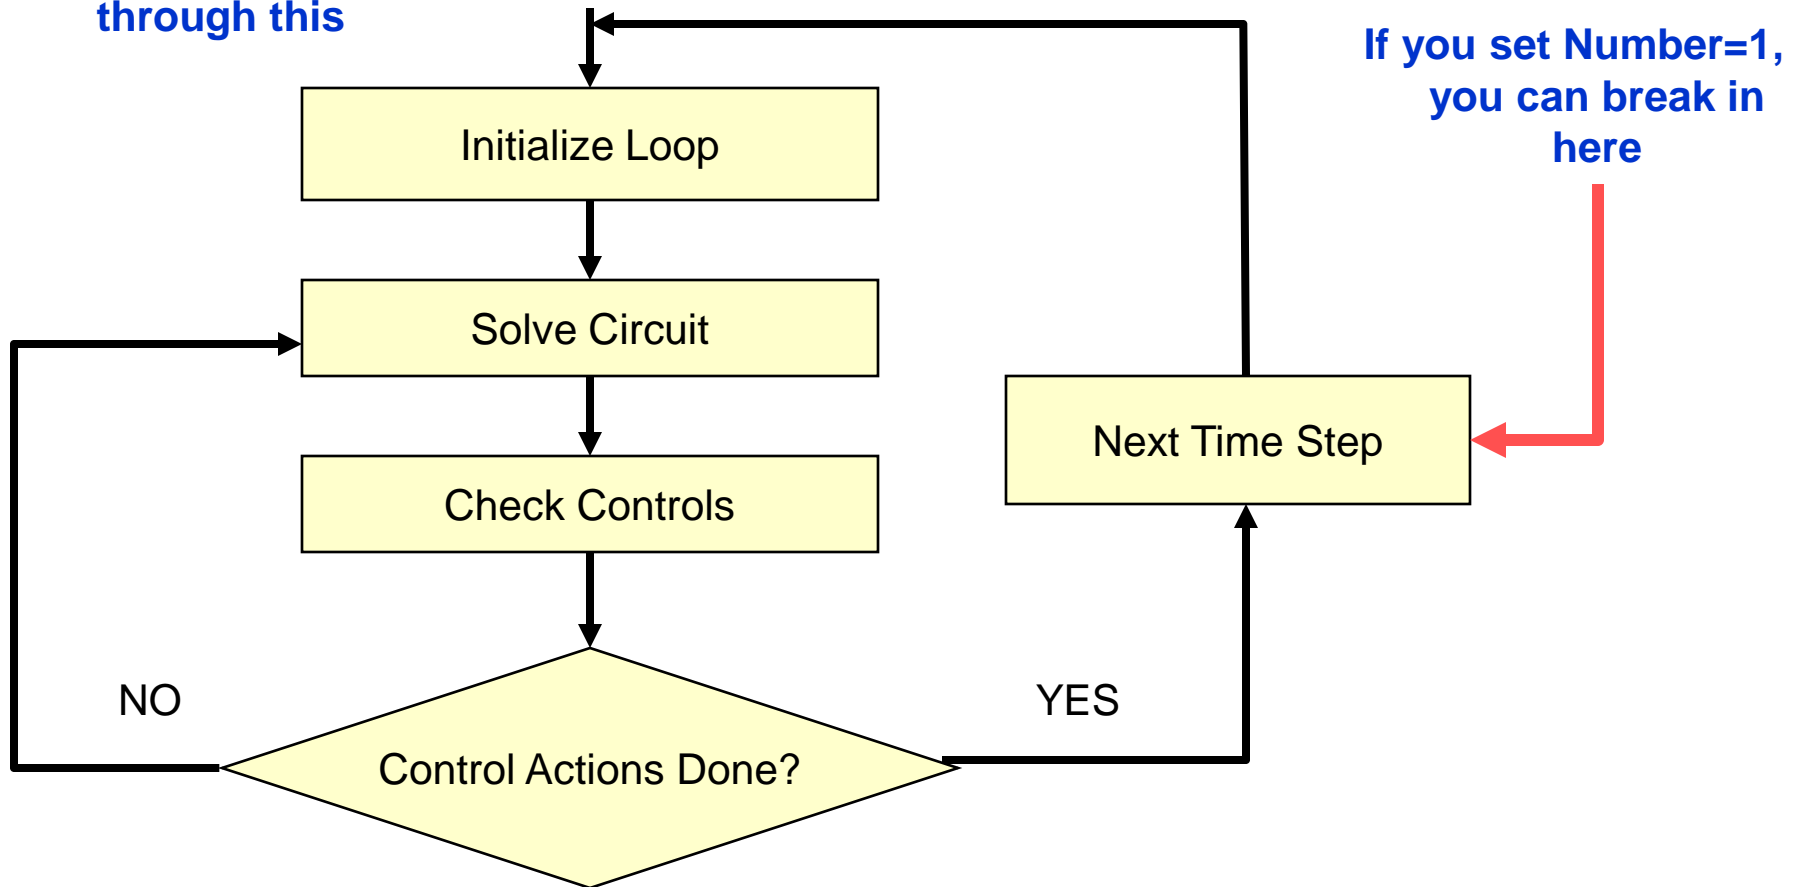 through this
If you set Number=1,
you can break in
here
Initialize Loop
Solve Circuit
Next Time Step
Check Controls
NO
YES
Control Actions Done?